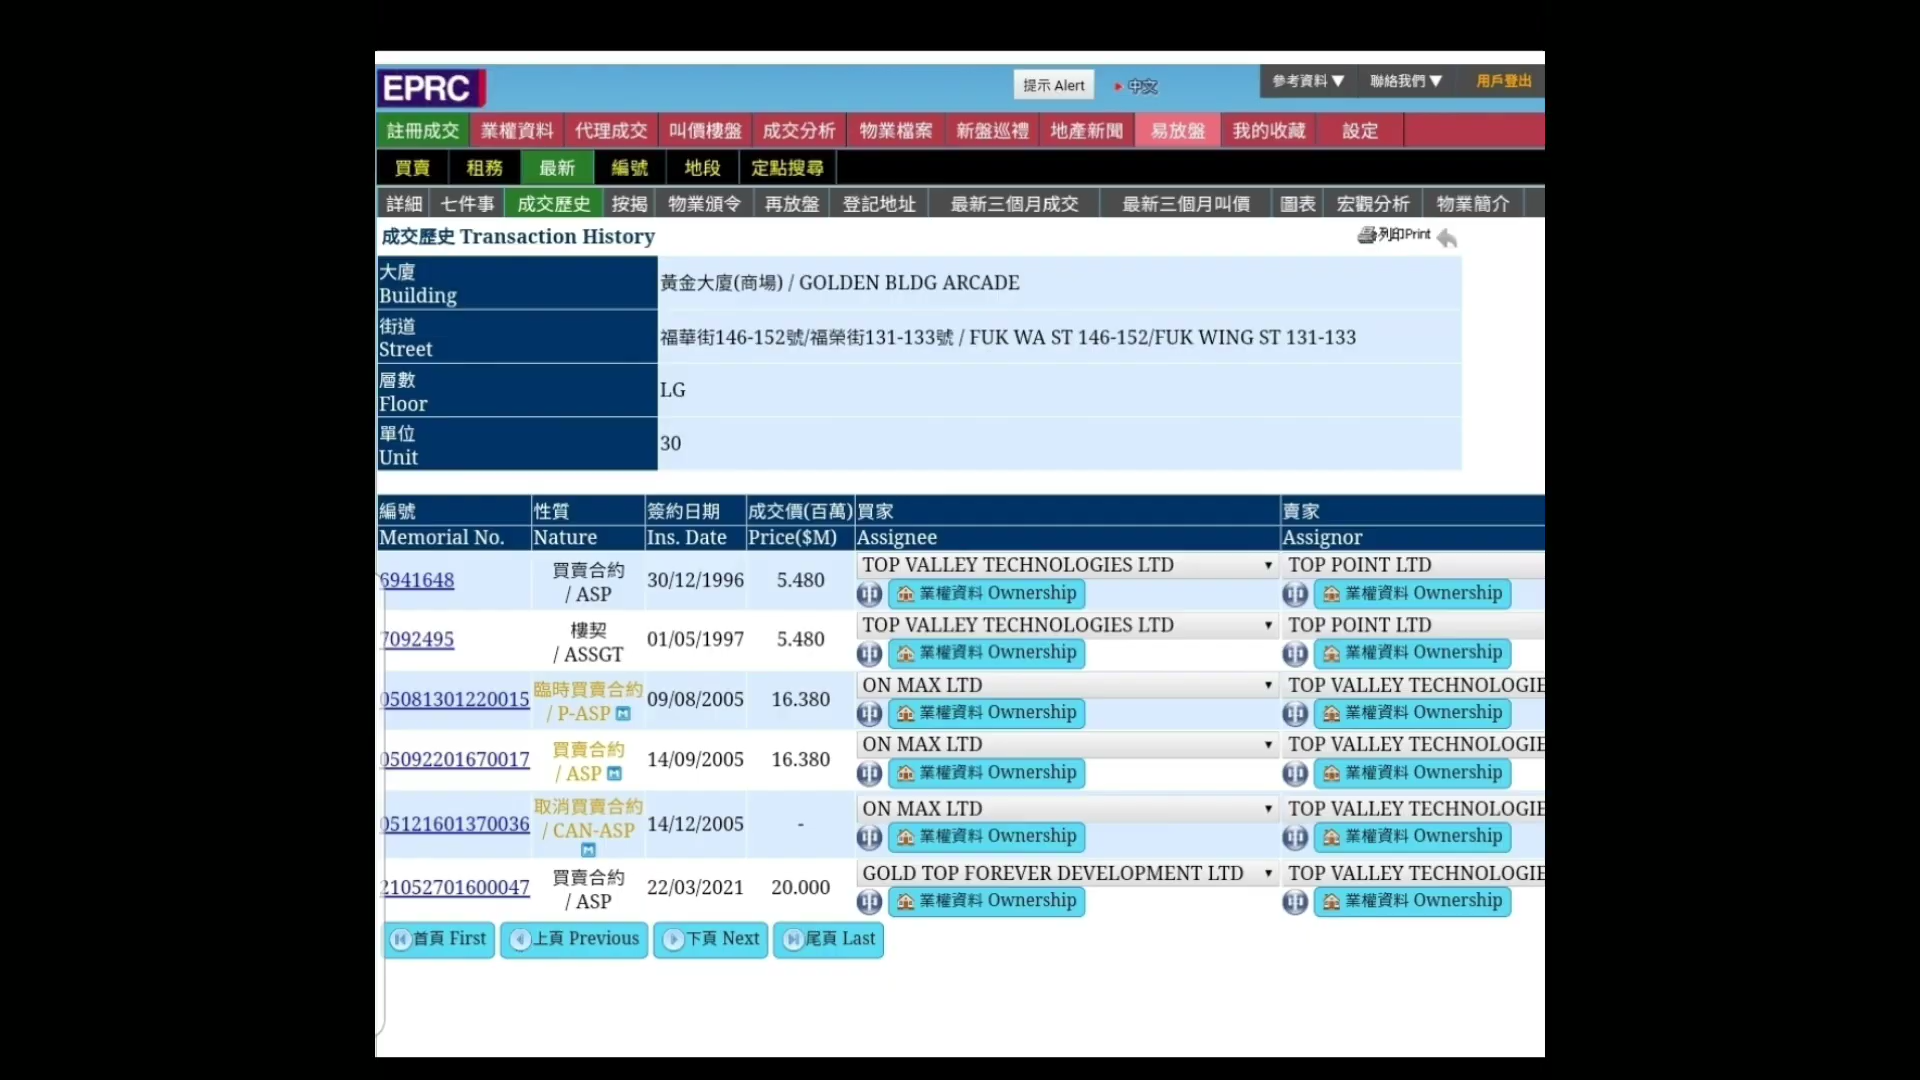 EPRC
提示 Alert
中文
參考資料▼
聯絡我們▼
用戶登出
註冊成交 業權資料 代理成交 叫價樓盤 成交分析 物業檔案 新盤巡禮 地產新聞 易放盤 我的收藏 設定
買賣 租務 最新 編號 地段 定點搜尋
詳細 七件事 成交歷史 按揭 物業頒令 再放盤 登記地址 最新三個月成交 最新三個月叫價 圖表 宏觀分析 物業簡介
成交歷史 Transaction History
列印Print
大廈
Building
黃金大廈(商場) / GOLDEN BLDG ARCADE
街道
Street
福華街146-152號/福榮街131-133號 / FUK WA ST 146-152/FUK WING ST 131-133
層數
Floor
LG
單位
Unit
30
編號 性質 簽約日期 成交價(百萬) 買家 賣家
Memorial No. Nature Ins. Date Price($M) Assignee Assignor
6941648
買賣合約
/ ASP
30/12/1996
5.480
TOP VALLEY TECHNOLOGIES LTD
業權資料 Ownership
TOP POINT LTD
業權資料 Ownership
7092495
樓契
/ ASSGT
01/05/1997
5.480
TOP VALLEY TECHNOLOGIES LTD
業權資料 Ownership
TOP POINT LTD
業權資料 Ownership
05081301220015
臨時買賣合約
/ P-ASP M
09/08/2005
16.380
ON MAX LTD
業權資料 Ownership
TOP VALLEY TECHNOLOGIE
業權資料 Ownership
05092201670017
買賣合約
/ ASP M
14/09/2005
16.380
ON MAX LTD
業權資料 Ownership
TOP VALLEY TECHNOLOGIE
業權資料 Ownership
05121601370036
取消買賣合約
/ CAN-ASP
M
14/12/2005
-
ON MAX LTD
業權資料 Ownership
TOP VALLEY TECHNOLOGIE
業權資料 Ownership
21052701600047
買賣合約
/ ASP
22/03/2021
20.000
GOLD TOP FOREVER DEVELOPMENT LTD
業權資料 Ownership
TOP VALLEY TECHNOLOGIE
業權資料 Ownership
首頁 First 上頁 Previous 下頁 Next 尾頁 Last